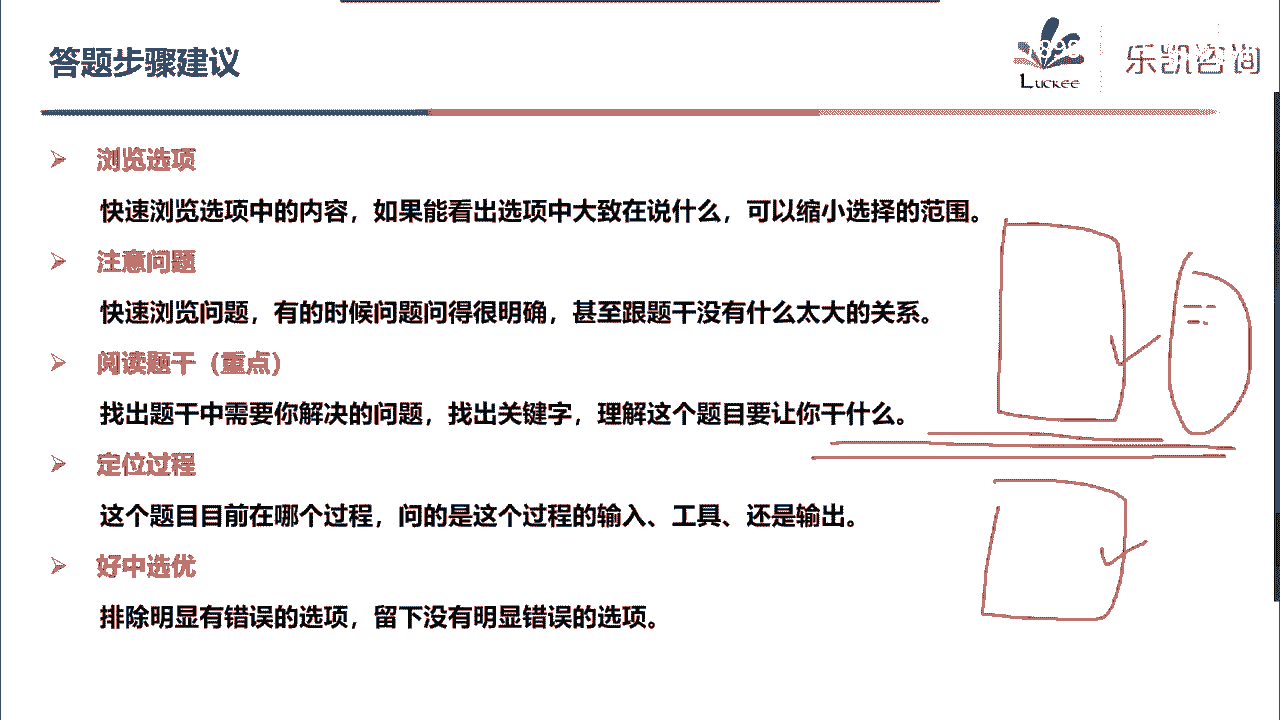 答题步骤建议
LUCKEE
乐凯咨询
浏览选项
快速浏览选项中的内容，如果能看出选项中大致在说什么，可以缩小选择的范围。
注意问题
快速浏览问题，有的时候问题问得很明确，甚至跟题干没有什么太大的关系。
阅读题干（重点）
找出题干中需要你解决的问题，找出关键字，理解这个题目要让你干什么。
定位过程
这个题目目前在哪个过程，问的是这个过程的输入、工具、还是输出。
好中选优
排除明显有错误的选项，留下没有明显错误的选项。